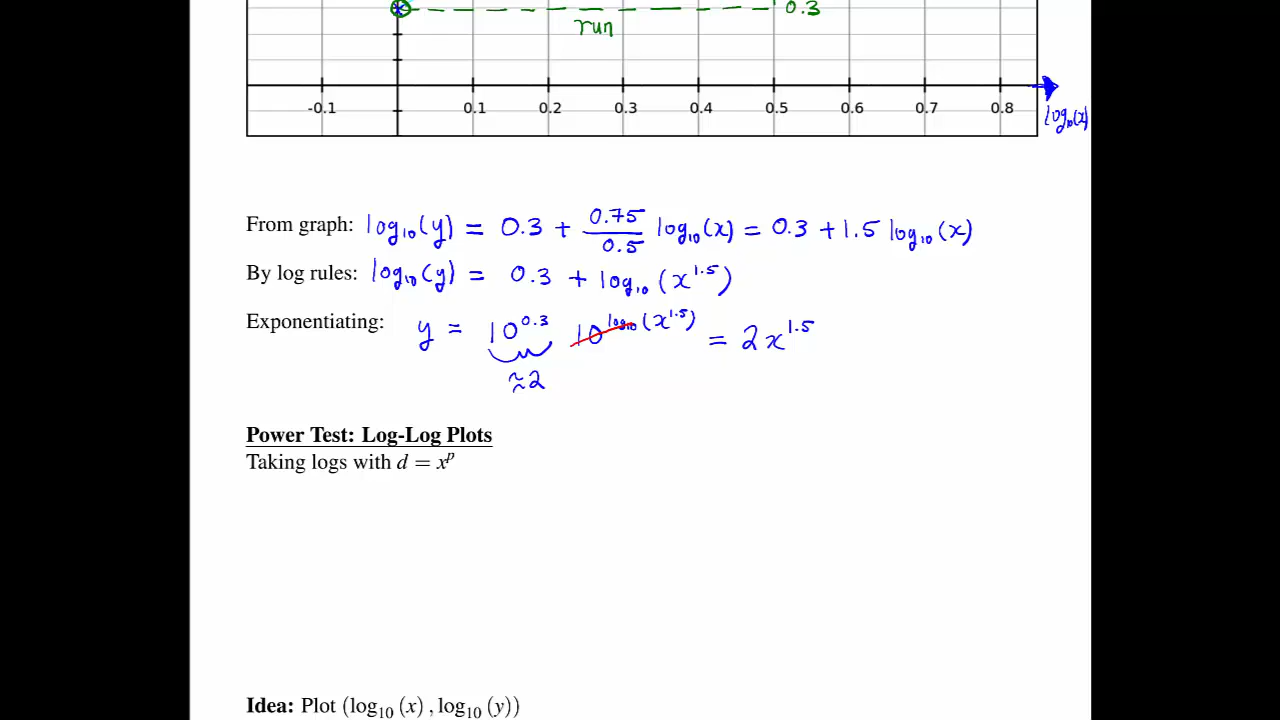 0.3
run
-0.1 0.1 0.2 0.3 0.4 0.5 0.6 0.7 0.8
log₁₀(x)
From graph: log₁₀(y) = 0.3 + 0.75/0.5 log₁₀(x) = 0.3 + 1.5 log₁₀(x)
By log rules: log₁₀(y) = 0.3 + log₁₀(x^1.5)
Exponentiating: y = 10^0.3 10^log₁₀(x^1.5) = 2x^1.5
≈2
Power Test: Log-Log Plots
Taking logs with d = x^p
Idea: Plot (log₁₀(x), log₁₀(y))